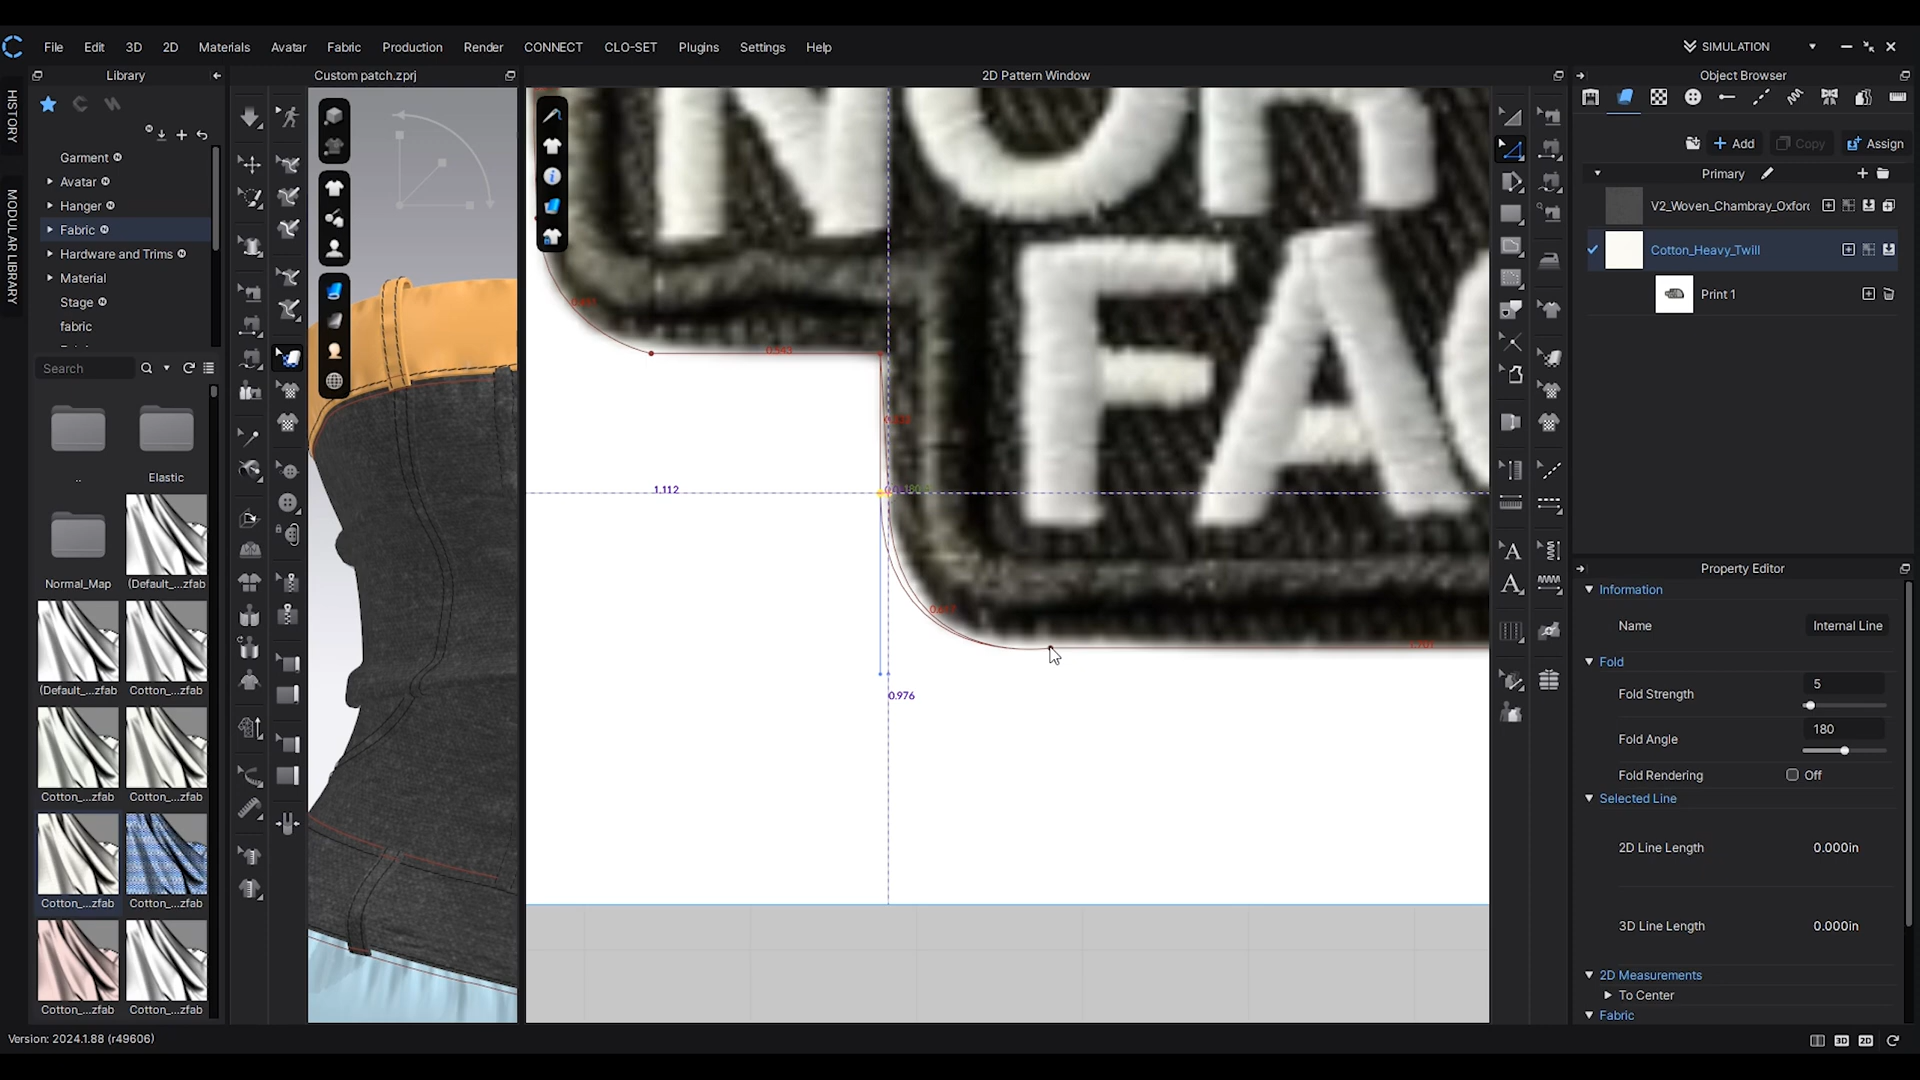 File Edit 3D 2D Materials Avatar Fabric Production Render CONNECT CLO-SET Plugins Settings Help
SIMULATION
Library
Custom patch.zprj
2D Pattern Window
Object Browser
HISTORY
MODULAR LIBRARY
Garment
Avatar
Hanger
Fabric
Hardware and Trims
Material
Stage
fabric
Search
..
Elastic
Normal_Map
(Default_...zfab
(Default_...zfab
Cotton_...zfab
Cotton_...zfab
Cotton_...zfab
Cotton_...zfab
Cotton_...zfab
Cotton_...zfab
Cotton_...zfab
NOR
FAC
1.112
0.976
Add
Copy
Assign
Primary
V2_Woven_Chambray_Oxford
Cotton_Heavy_Twill
Print 1
Property Editor
Information
Name
Internal Line
Fold
Fold Strength
5
Fold Angle
180
Fold Rendering
Off
Selected Line
2D Line Length
0.000in
3D Line Length
0.000in
2D Measurements
To Center
Fabric
Version: 2024.1.88 (r49606)
3D
2D